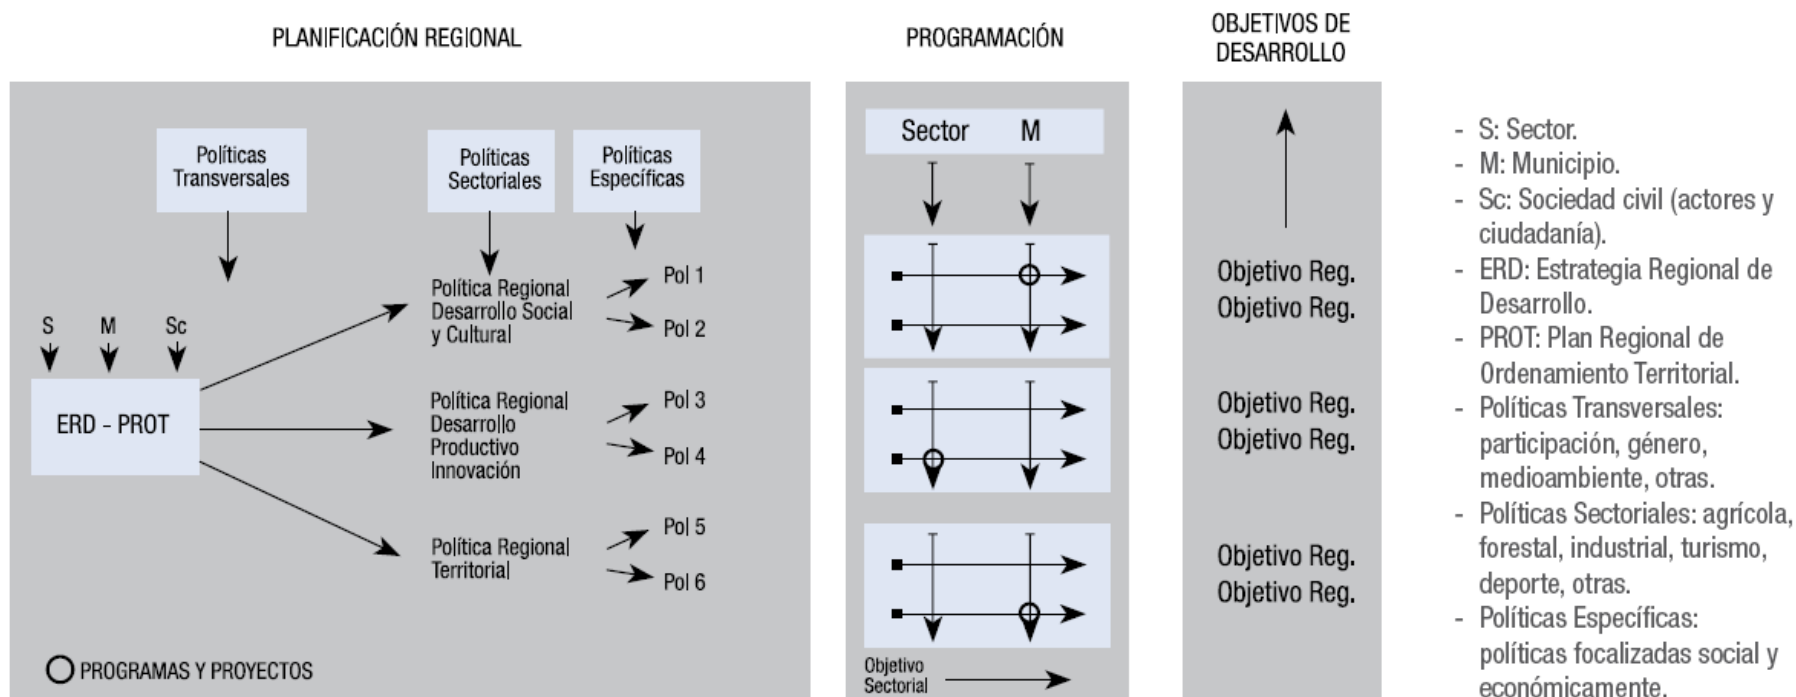 PLANIFICACIÓN REGIONAL
PROGRAMACIÓN
OBJETIVOS DE
DESARROLLO
Políticas
Transversales
Políticas
Sectoriales
Políticas
Específicas
S
M
Sc
ERD - PROT
Política Regional
Desarrollo Social
y Cultural
Pol 1
Pol 2
Política Regional
Desarrollo
Productivo
Innovación
Pol 3
Pol 4
Política Regional
Territorial
Pol 5
Pol 6
PROGRAMAS Y PROYECTOS
Sector
M
Objetivo
Sectorial
Objetivo Reg.
Objetivo Reg.
Objetivo Reg.
Objetivo Reg.
Objetivo Reg.
Objetivo Reg.
- S: Sector.
- M: Municipio.
- Sc: Sociedad civil (actores y
ciudadanía).
- ERD: Estrategia Regional de
Desarrollo.
- PROT: Plan Regional de
Ordenamiento Territorial.
- Políticas Transversales:
participación, género,
medioambiente, otras.
- Políticas Sectoriales: agrícola,
forestal, industrial, turismo,
deporte, otras.
- Políticas Específicas:
políticas focalizadas social y
económicamente.